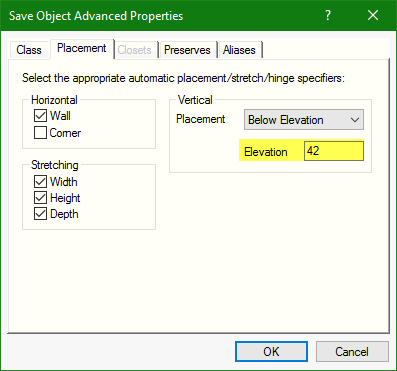 Save Object Advanced Properties
Class Placement Closets Preserves Aliases
Select the appropriate automatic placement/stretch/hinge specifiers:
Horizontal
Wall
Corner
Stretching
Width
Height
Depth
Vertical
Placement Below Elevation
Elevation 42
OK Cancel